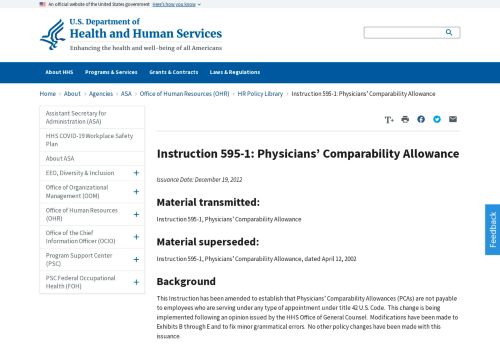 An official website of the United States government Here's how you know
U.S. Department of
Health and Human Services
Enhancing the health and well-being of all Americans
About HHS Programs & Services Grants & Contracts Laws & Regulations
Home > About > Agencies > ASA > Office of Human Resources (OHR) > HR Policy Library > Instruction 595-1: Physicians' Comparability Allowance
Assistant Secretary for
Administration (ASA)
HHS COVID-19 Workplace Safety
Plan
About ASA
EEO, Diversity & Inclusion
Office of Organizational
Management (OOM)
Office of Human Resources
(OHR)
Office of the Chief
Information Officer (OCIO)
Program Support Center
(PSC)
PSC Federal Occupational
Health (FOH)
T+
Instruction 595-1: Physicians' Comparability Allowance
Issuance Date: December 19, 2012
Material transmitted:
Instruction 595-1, Physicians' Comparability Allowance
Material superseded:
Instruction 595-1, Physicians' Comparability Allowance, dated April 12, 2002
Background
This Instruction has been amended to establish that Physicians' Comparability Allowances (PCAs) are not payable
to employees who are serving under any type of appointment under title 42 U.S. Code. This change is being
implemented following an opinion issued by the HHS Office of General Counsel. Modifications have been made to
Exhibits B through E and to fix minor grammatical errors. No other policy changes have been made with this
issuance.
Feedback